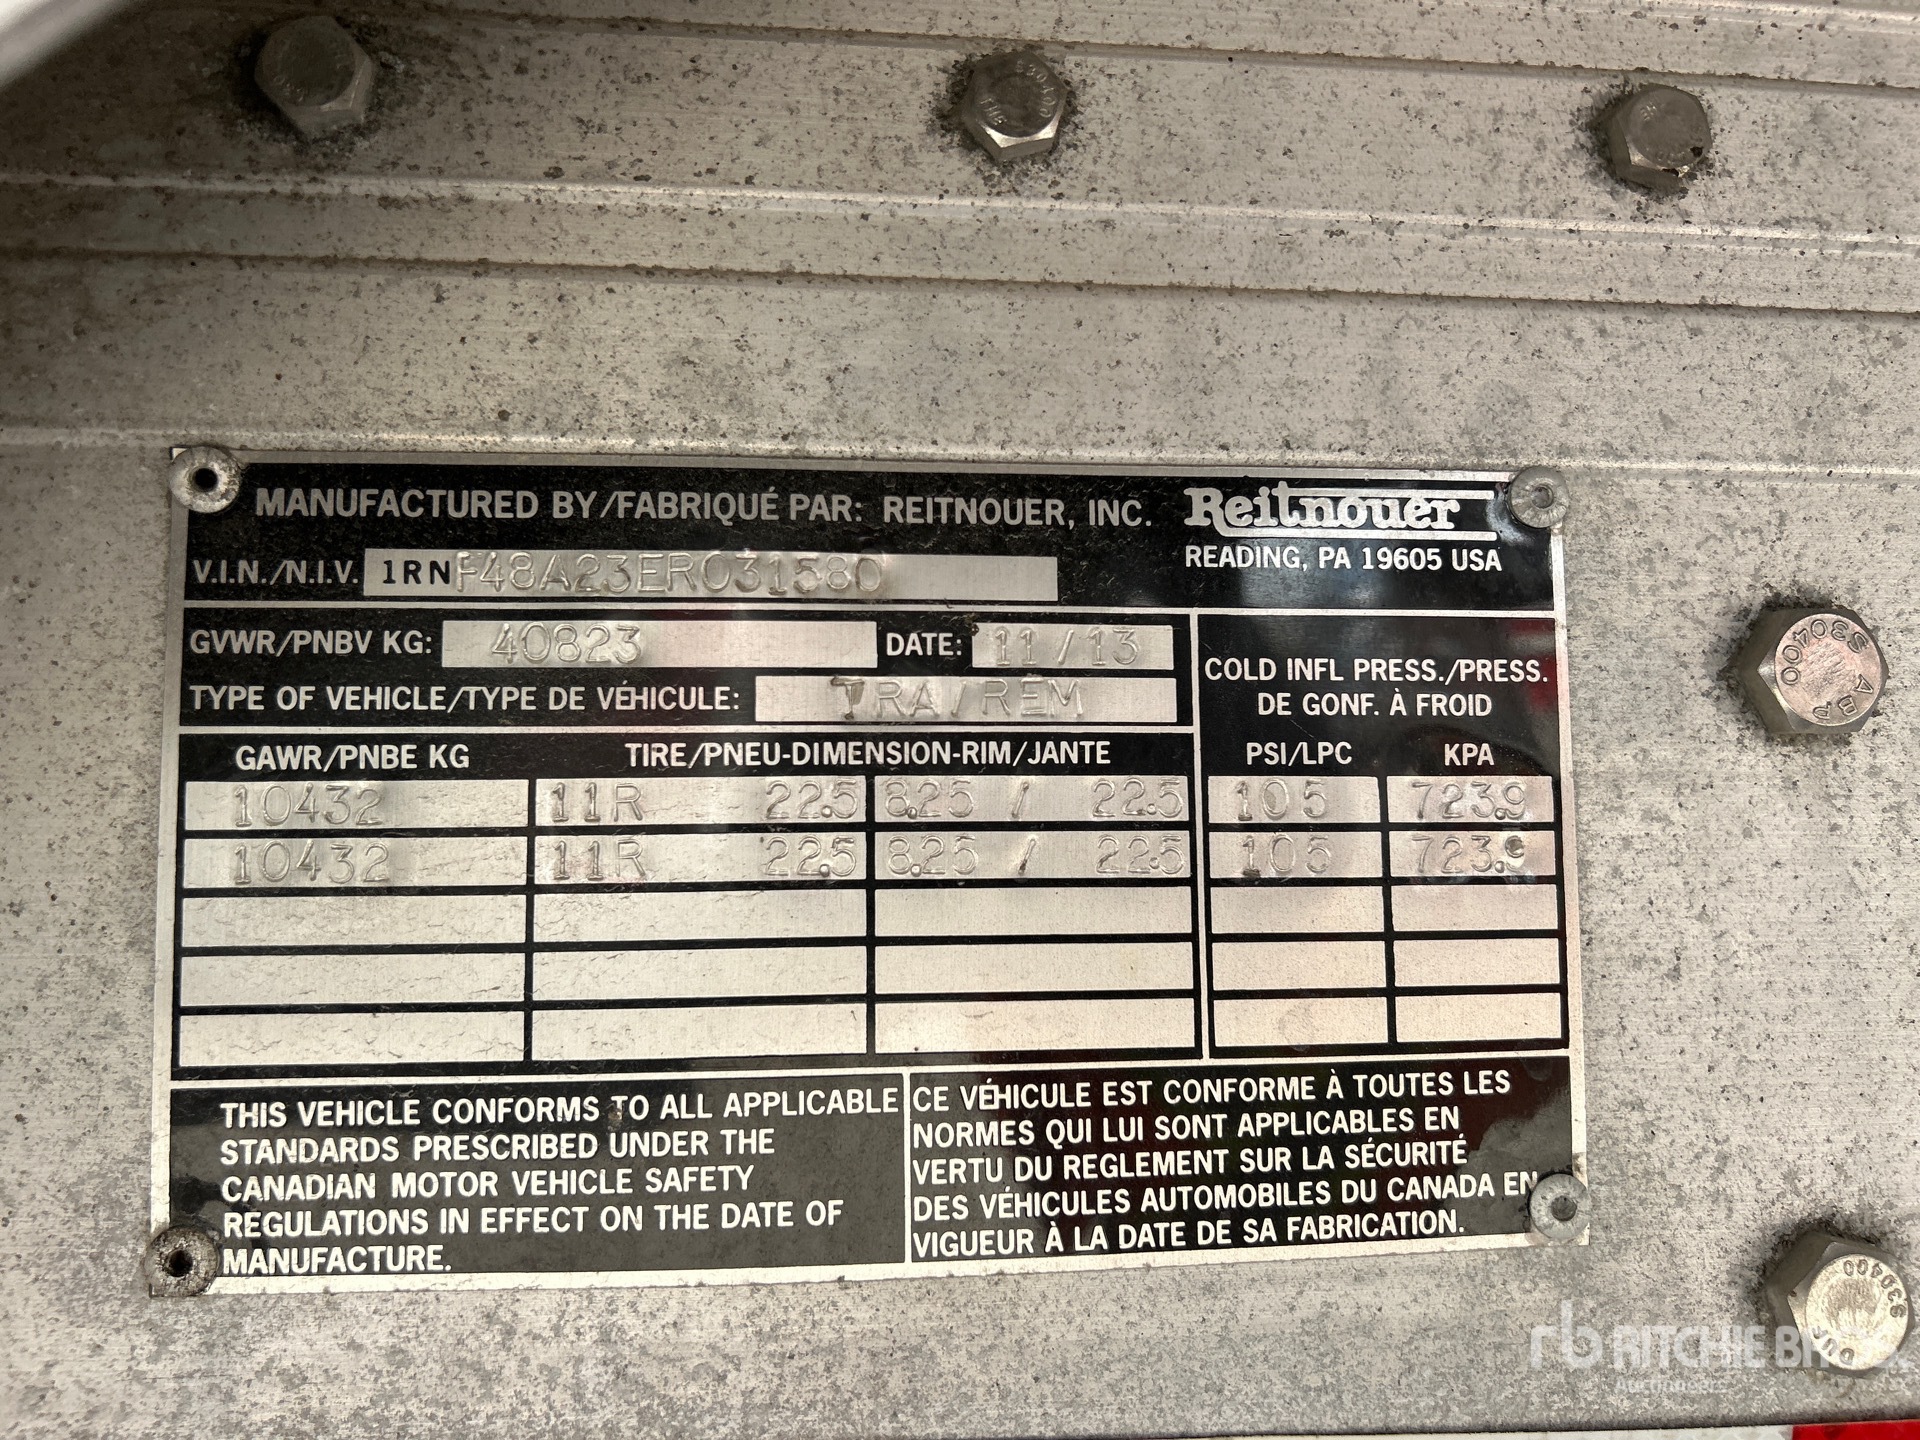 MANUFACTURED BY/FABRIQUÉ PAR: REITNOUER, INC. Reitnouer
READING, PA 19605 USA
V.I.N./N.I.V. 1RNF48A23ER031580
GVWR/PNBV KG: 40823 DATE: 11/13
TYPE OF VEHICLE/TYPE DE VÉHICULE: TRA/REM
COLD INFL PRESS./PRESS.
DE GONF. À FROID
GAWR/PNBE KG TIRE/PNEU-DIMENSION-RIM/JANTE PSI/LPC KPA
10432 11R 22.5 8.25 / 22.5 105 723.9
10432 11R 22.5 8.25 / 22.5 105 723.9
THIS VEHICLE CONFORMS TO ALL APPLICABLE
STANDARDS PRESCRIBED UNDER THE
CANADIAN MOTOR VEHICLE SAFETY
REGULATIONS IN EFFECT ON THE DATE OF
MANUFACTURE.
CE VÉHICULE EST CONFORME À TOUTES LES
NORMES QUI LUI SONT APPLICABLES EN
VERTU DU REGLEMENT SUR LA SÉCURITÉ
DES VÉHICULES AUTOMOBILES DU CANADA EN
VIGUEUR À LA DATE DE SA FABRICATION.
S30400
ABP
S30400
rb RITCHIE BROS.
Auctioneers